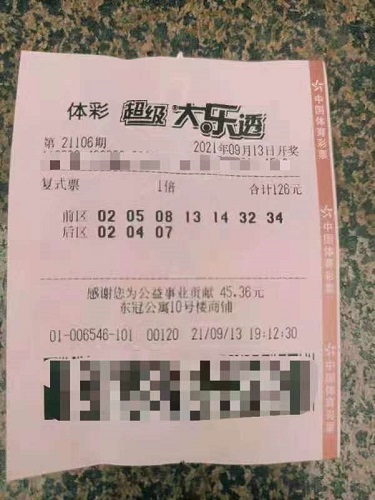 体彩 超级大乐透
第 21106期 2021年09月13日开奖
复式票 1倍 合计126元
前区 02 05 08 13 14 32 34
后区 02 04 07
感谢您为公益事业贡献 45.36元
东冠公寓10号楼商铺
01-006546-101 00120 21/09/13 19:12:30
中国体育彩票
中国体育彩票
中国体育彩票